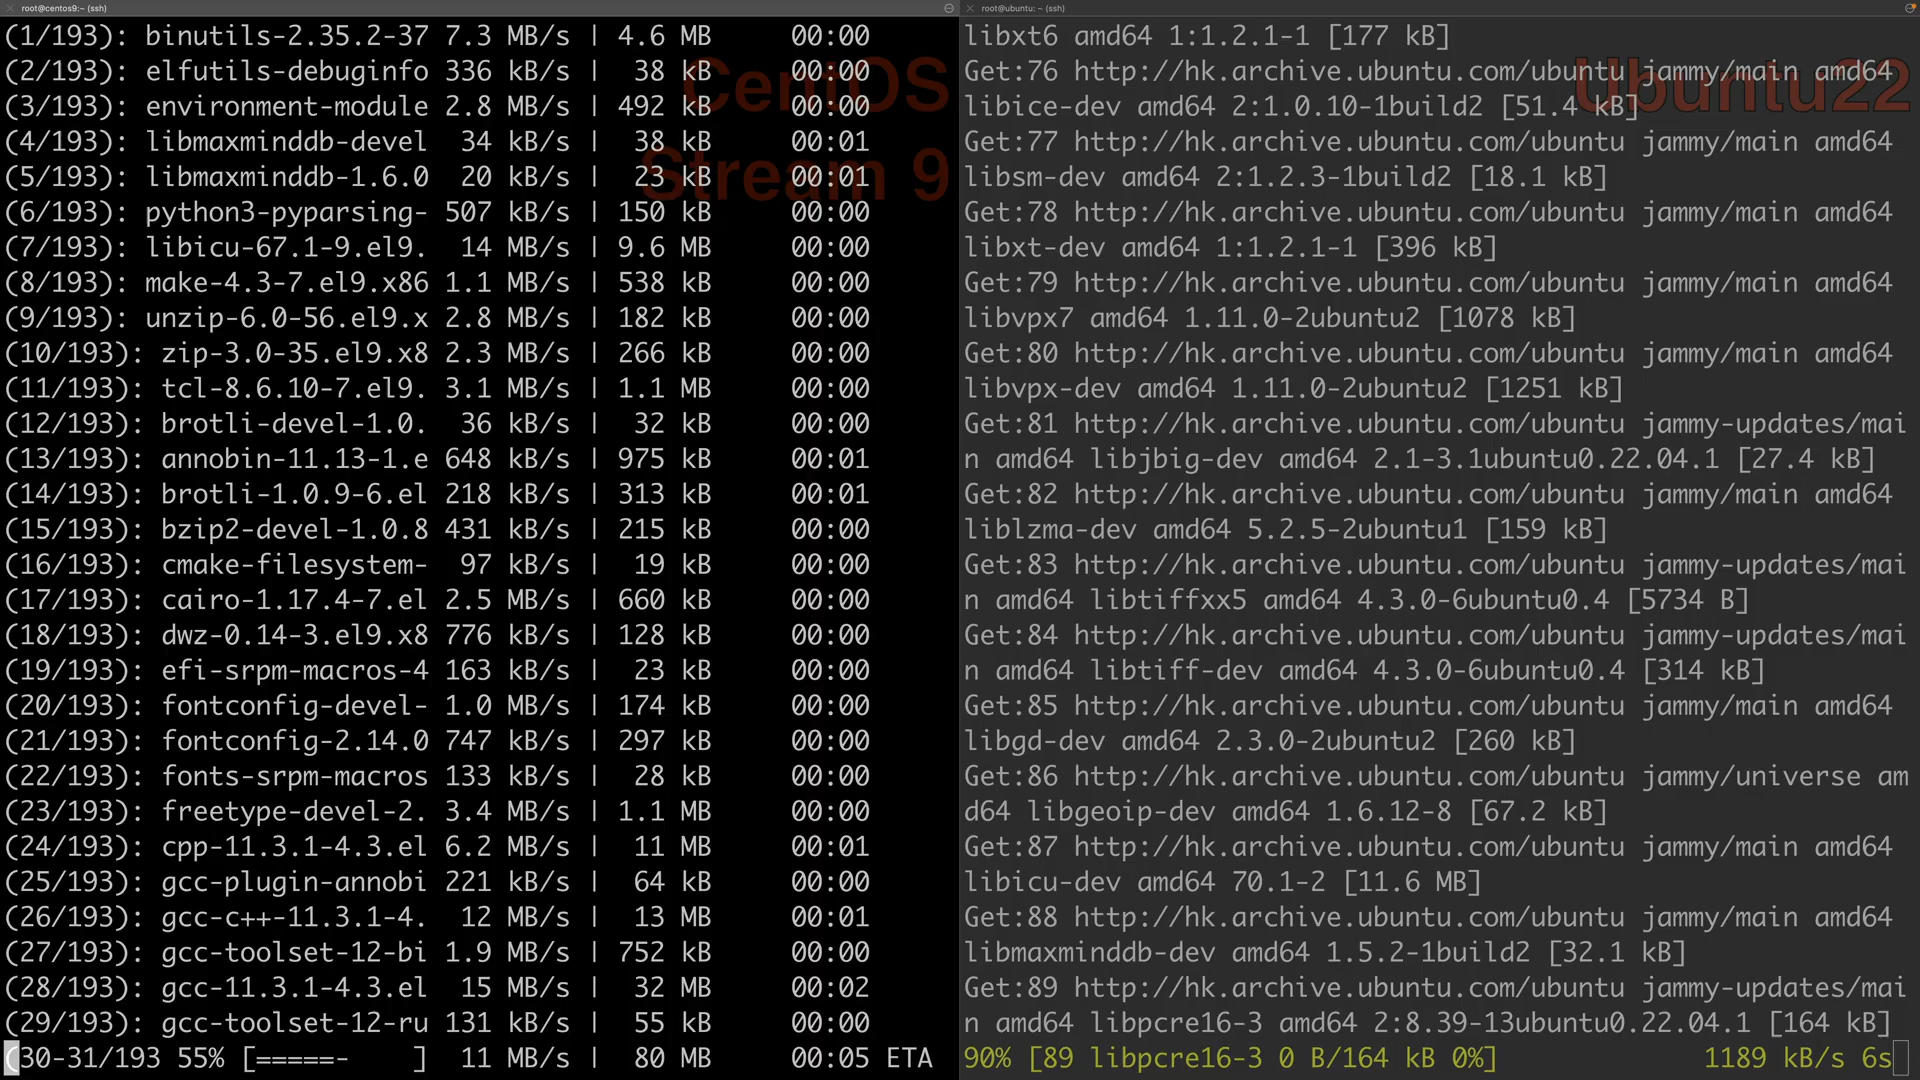 root@centos9:~ (ssh)
(1/193): binutils-2.35.2-37 7.3 MB/s | 4.6 MB     00:00
(2/193): elfutils-debuginfo 336 kB/s |  38 kB     00:00
(3/193): environment-module 2.8 MB/s | 492 kB     00:00
(4/193): libmaxminddb-devel  34 kB/s |  38 kB     00:01
(5/193): libmaxminddb-1.6.0  20 kB/s |  23 kB     00:01
(6/193): python3-pyparsing- 507 kB/s | 150 kB     00:00
(7/193): libicu-67.1-9.el9.  14 MB/s | 9.6 MB     00:00
(8/193): make-4.3-7.el9.x86 1.1 MB/s | 538 kB     00:00
(9/193): unzip-6.0-56.el9.x 2.8 MB/s | 182 kB     00:00
(10/193): zip-3.0-35.el9.x8 2.3 MB/s | 266 kB     00:00
(11/193): tcl-8.6.10-7.el9. 3.1 MB/s | 1.1 MB     00:00
(12/193): brotli-devel-1.0.  36 kB/s |  32 kB     00:00
(13/193): annobin-11.13-1.e 648 kB/s | 975 kB     00:01
(14/193): brotli-1.0.9-6.el 218 kB/s | 313 kB     00:01
(15/193): bzip2-devel-1.0.8 431 kB/s | 215 kB     00:00
(16/193): cmake-filesystem-  97 kB/s |  19 kB     00:00
(17/193): cairo-1.17.4-7.el 2.5 MB/s | 660 kB     00:00
(18/193): dwz-0.14-3.el9.x8 776 kB/s | 128 kB     00:00
(19/193): efi-srpm-macros-4 163 kB/s |  23 kB     00:00
(20/193): fontconfig-devel- 1.0 MB/s | 174 kB     00:00
(21/193): fontconfig-2.14.0 747 kB/s | 297 kB     00:00
(22/193): fonts-srpm-macros 133 kB/s |  28 kB     00:00
(23/193): freetype-devel-2. 3.4 MB/s | 1.1 MB     00:00
(24/193): cpp-11.3.1-4.3.el 6.2 MB/s |  11 MB     00:01
(25/193): gcc-plugin-annobi 221 kB/s |  64 kB     00:00
(26/193): gcc-c++-11.3.1-4.  12 MB/s |  13 MB     00:01
(27/193): gcc-toolset-12-bi 1.9 MB/s | 752 kB     00:00
(28/193): gcc-11.3.1-4.3.el  15 MB/s |  32 MB     00:02
(29/193): gcc-toolset-12-ru 131 kB/s |  55 kB     00:00
(30-31/193 55% [=====-    ]  11 MB/s |  80 MB     00:05 ETA
CentOS
Stream 9
root@ubuntu: ~ (ssh)
libxt6 amd64 1:1.2.1-1 [177 kB]
Get:76 http://hk.archive.ubuntu.com/ubuntu jammy/main amd64
libice-dev amd64 2:1.0.10-1build2 [51.4 kB]
Get:77 http://hk.archive.ubuntu.com/ubuntu jammy/main amd64
libsm-dev amd64 2:1.2.3-1build2 [18.1 kB]
Get:78 http://hk.archive.ubuntu.com/ubuntu jammy/main amd64
libxt-dev amd64 1:1.2.1-1 [396 kB]
Get:79 http://hk.archive.ubuntu.com/ubuntu jammy/main amd64
libvpx7 amd64 1.11.0-2ubuntu2 [1078 kB]
Get:80 http://hk.archive.ubuntu.com/ubuntu jammy/main amd64
libvpx-dev amd64 1.11.0-2ubuntu2 [1251 kB]
Get:81 http://hk.archive.ubuntu.com/ubuntu jammy-updates/mai
n amd64 libjbig-dev amd64 2.1-3.1ubuntu0.22.04.1 [27.4 kB]
Get:82 http://hk.archive.ubuntu.com/ubuntu jammy/main amd64
liblzma-dev amd64 5.2.5-2ubuntu1 [159 kB]
Get:83 http://hk.archive.ubuntu.com/ubuntu jammy-updates/mai
n amd64 libtiffxx5 amd64 4.3.0-6ubuntu0.4 [5734 B]
Get:84 http://hk.archive.ubuntu.com/ubuntu jammy-updates/mai
n amd64 libtiff-dev amd64 4.3.0-6ubuntu0.4 [314 kB]
Get:85 http://hk.archive.ubuntu.com/ubuntu jammy/main amd64
libgd-dev amd64 2.3.0-2ubuntu2 [260 kB]
Get:86 http://hk.archive.ubuntu.com/ubuntu jammy/universe am
d64 libgeoip-dev amd64 1.6.12-8 [67.2 kB]
Get:87 http://hk.archive.ubuntu.com/ubuntu jammy/main amd64
libicu-dev amd64 70.1-2 [11.6 MB]
Get:88 http://hk.archive.ubuntu.com/ubuntu jammy/main amd64
libmaxminddb-dev amd64 1.5.2-1build2 [32.1 kB]
Get:89 http://hk.archive.ubuntu.com/ubuntu jammy-updates/mai
n amd64 libpcre16-3 amd64 2:8.39-13ubuntu0.22.04.1 [164 kB]
90% [89 libpcre16-3 0 B/164 kB 0%]             1189 kB/s 6s
Ubuntu22